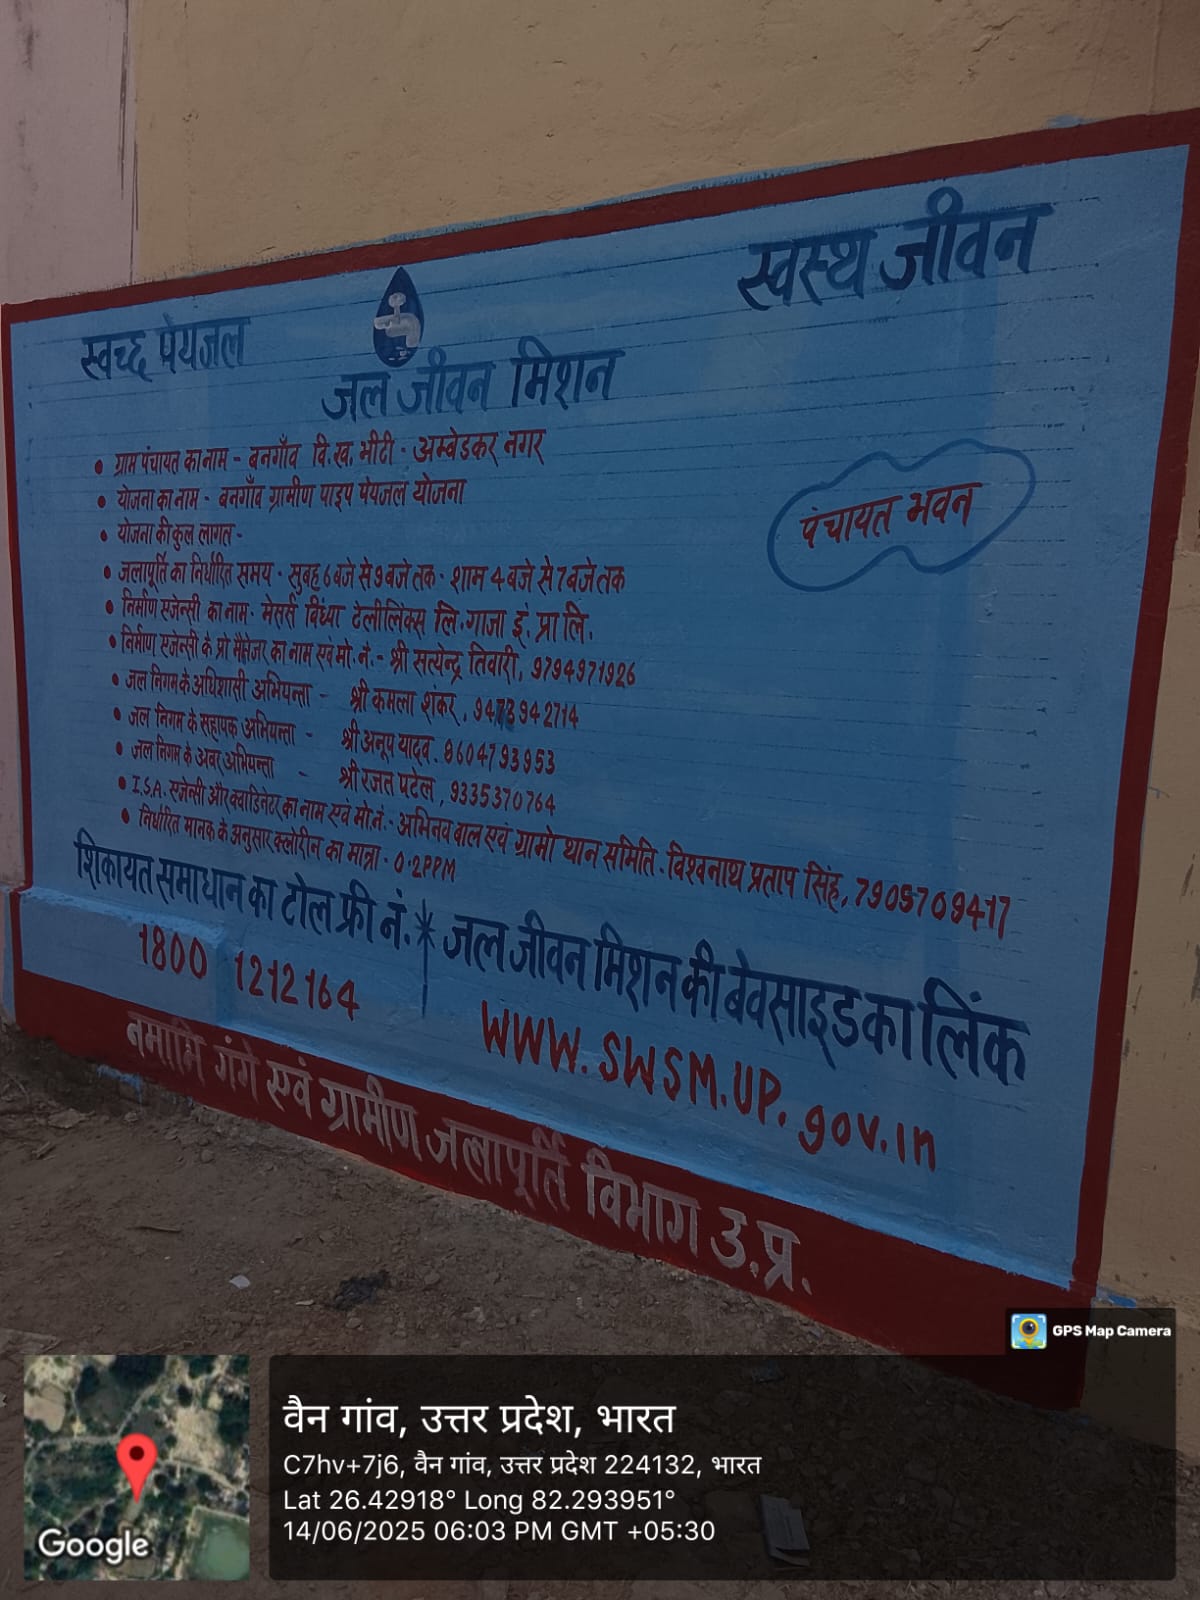 स्वच्छ पेयजल
स्वस्थ जीवन
जल जीवन मिशन
• ग्राम पंचायत का नाम - बनगाँव वि.ख. भीटी - अम्वेडकर नगर
• योजना का नाम - बनगाँव ग्रामीण पाइप पेयजल योजना
• योजना की कुल लागत -
पंचायत भवन
• जलापूर्ति का निर्धारित समय - सुबह 6 बजे से 9 बजे तक - शाम 4 बजे से 7 बजे तक
• निर्माण एजेन्सी का नाम - मेसर्स विंध्या टेलीलिंक्स लि. गाजा इं. प्रा लि.
• निर्माण एजेन्सी के प्रो मैनेजर का नाम एवं मो. नं. - श्री सत्येन्द्र तिवारी, 9794971926
• जल निगम के अधिशासी अभियन्ता - श्री कमला शंकर, 9473942714
• जल निगम के सहायक अभियन्ता - श्री अनूप यादव. 8604793953
• जल निगम के अवर अभियन्ता - श्री रजत पटेल, 9335370764
• I.S.A. एजेन्सी और क्वाडिनेटर का नाम एवं मो.नं. - अभिनव बाल एवं ग्रामो थान समिति - विश्वनाथ प्रताप सिंह, 7905709417
• निर्धारित मानक के अनुसार क्लोरीन का मात्रा - 0.2PPM
शिकायत समाधान का टोल फ्री नं. * जल जीवन मिशन की बेवसाइड का लिंक
1800 1212164
WWW.SWSM.UP.gov.in
नमामि गंगे एवं ग्रामीण जलापूर्ति विभाग उ.प्र.
GPS Map Camera
वैन गांव, उत्तर प्रदेश, भारत
C7hv+7j6, वैन गांव, उत्तर प्रदेश 224132, भारत
Lat 26.42918° Long 82.293951°
14/06/2025 06:03 PM GMT +05:30
Google